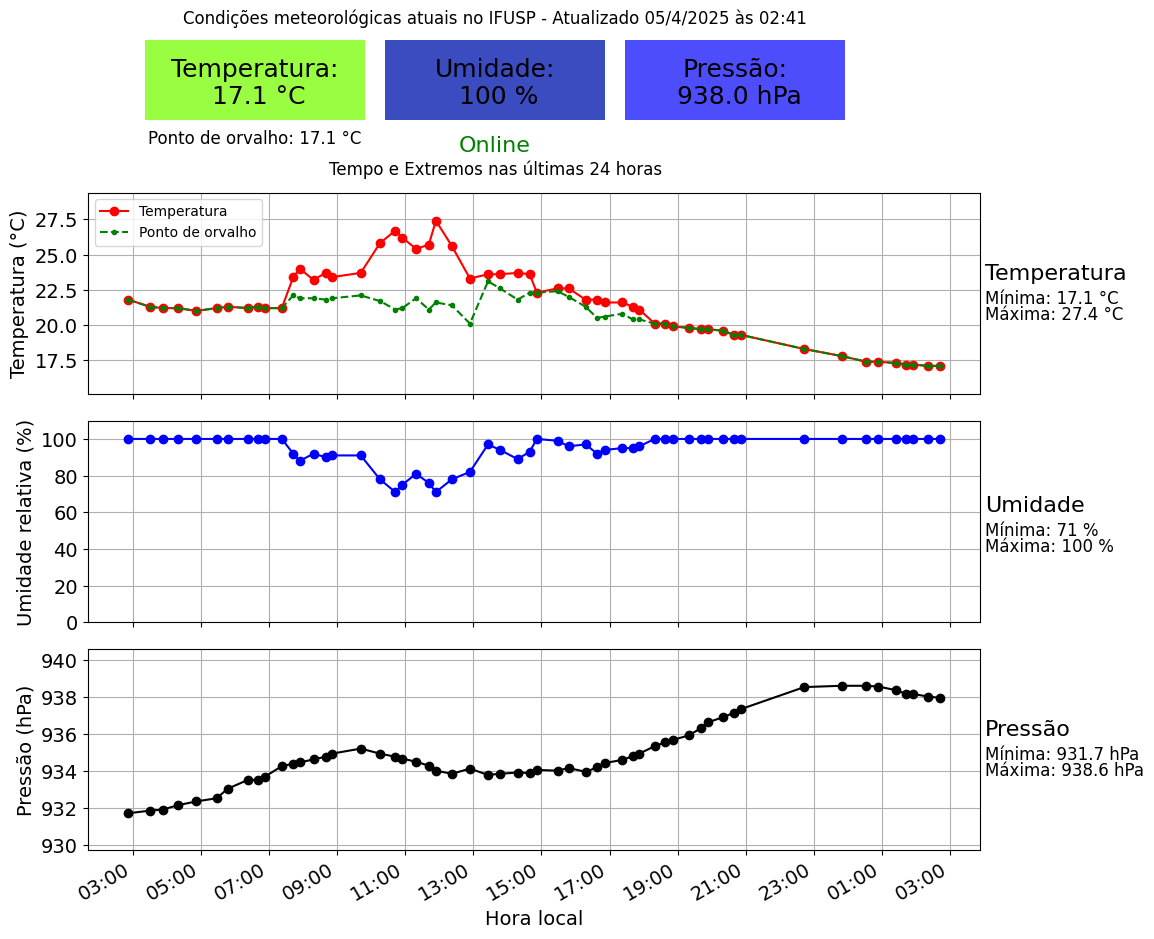 Condições meteorológicas atuais no IFUSP - Atualizado 05/4/2025 às 02:41
Temperatura:
17.1 °C
Umidade:
100 %
Pressão:
938.0 hPa
Ponto de orvalho: 17.1 °C
Online
Tempo e Extremos nas últimas 24 horas
Temperatura (°C)
27.5
25.0
22.5
20.0
17.5
Temperatura
Ponto de orvalho
Temperatura
Mínima: 17.1 °C
Máxima: 27.4 °C
Umidade relativa (%)
100
80
60
40
20
0
Umidade
Mínima: 71 %
Máxima: 100 %
Pressão (hPa)
940
938
936
934
932
930
Pressão
Mínima: 931.7 hPa
Máxima: 938.6 hPa
03:00 05:00 07:00 09:00 11:00 13:00 15:00 17:00 19:00 21:00 23:00 01:00 03:00
Hora local